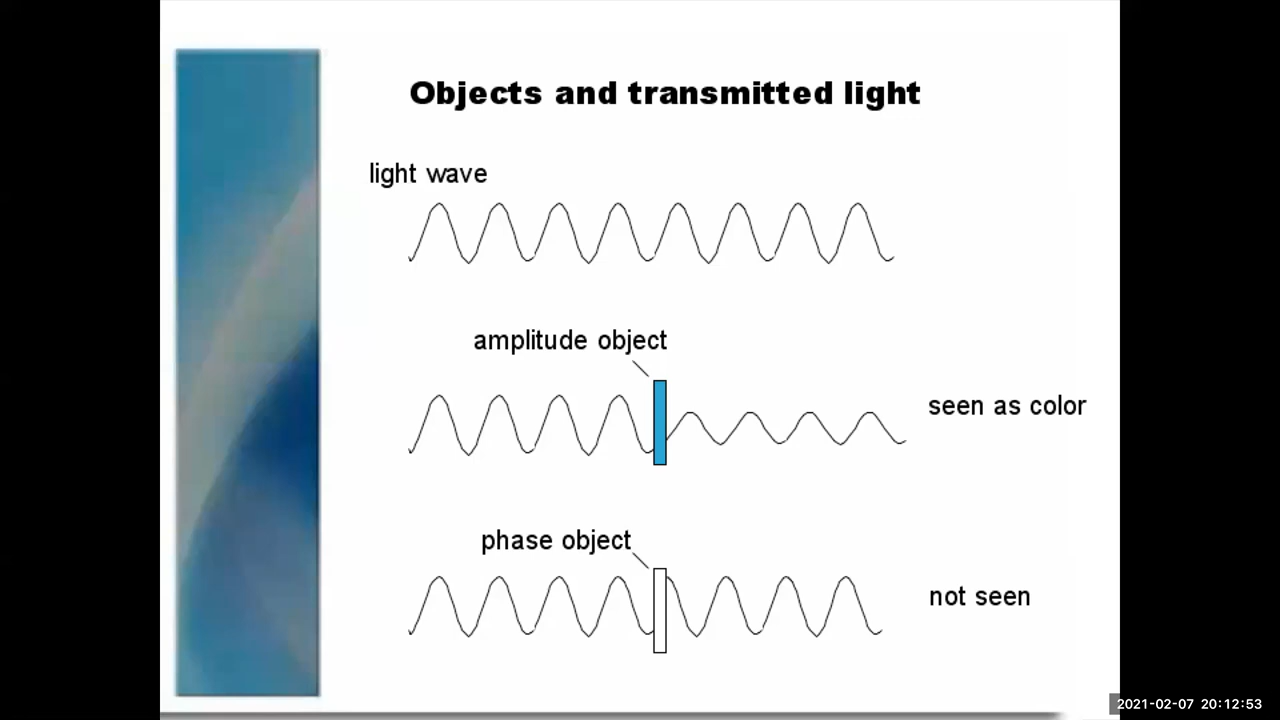 Objects and transmitted light
light wave
amplitude object
seen as color
phase object
not seen
2021-02-07 20:12:53